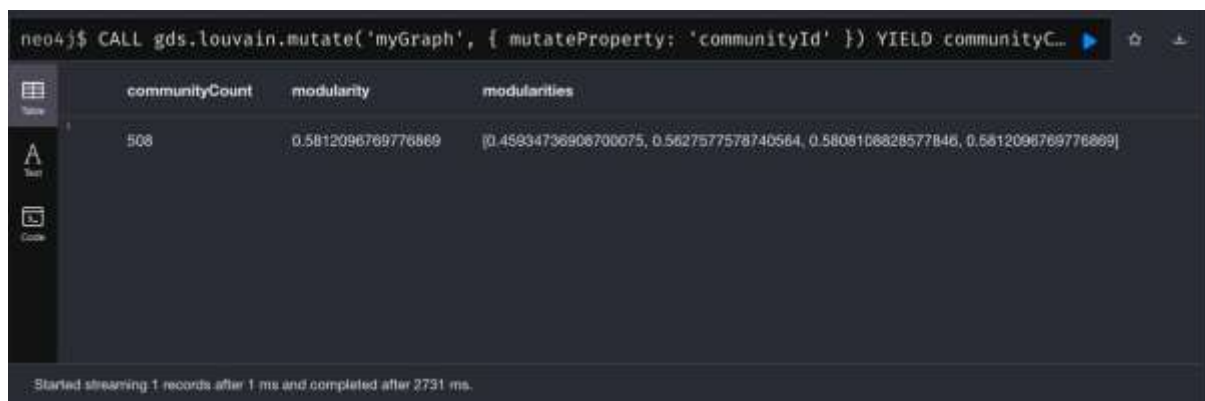 neo4j$ CALL gds.louvain.mutate('myGraph', { mutateProperty: 'communityId' }) YIELD communityC…
Table
communityCount modularity modularities
1
508 0.5812096769776869 [0.45934736908700075, 0.5627577578740564, 0.5808108828577846, 0.5812096769776869]
A
Text
Code
Started streaming 1 records after 1 ms and completed after 2731 ms.